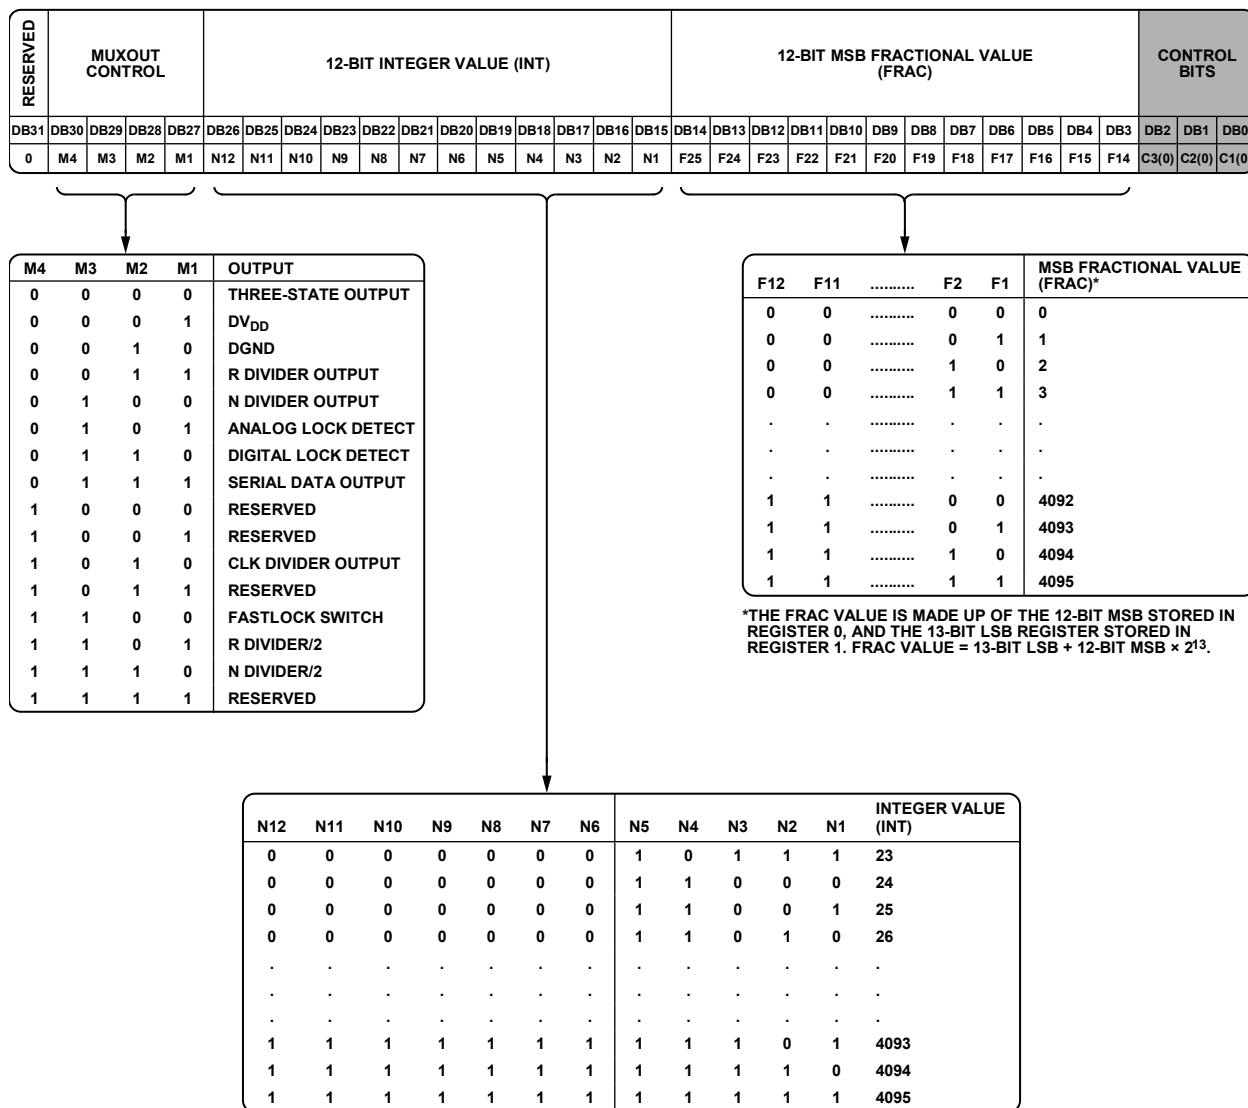 RESERVED
MUXOUT CONTROL
12-BIT INTEGER VALUE (INT)
12-BIT MSB FRACTIONAL VALUE (FRAC)
CONTROL BITS
DB31 DB30 DB29 DB28 DB27 DB26 DB25 DB24 DB23 DB22 DB21 DB20 DB19 DB18 DB17 DB16 DB15 DB14 DB13 DB12 DB11 DB10 DB9 DB8 DB7 DB6 DB5 DB4 DB3 DB2 DB1 DB0
0 M4 M3 M2 M1 N12 N11 N10 N9 N8 N7 N6 N5 N4 N3 N2 N1 F25 F24 F23 F22 F21 F20 F19 F18 F17 F16 F15 F14 C3(0) C2(0) C1(0
M4 M3 M2 M1 OUTPUT
0 0 0 0 THREE-STATE OUTPUT
0 0 0 1 DVDD
0 0 1 0 DGND
0 0 1 1 R DIVIDER OUTPUT
0 1 0 0 N DIVIDER OUTPUT
0 1 0 1 ANALOG LOCK DETECT
0 1 1 0 DIGITAL LOCK DETECT
0 1 1 1 SERIAL DATA OUTPUT
1 0 0 0 RESERVED
1 0 0 1 RESERVED
1 0 1 0 CLK DIVIDER OUTPUT
1 0 1 1 RESERVED
1 1 0 0 FASTLOCK SWITCH
1 1 0 1 R DIVIDER/2
1 1 1 0 N DIVIDER/2
1 1 1 1 RESERVED
F12 F11 .......... F2 F1 MSB FRACTIONAL VALUE (FRAC)*
0 0 .......... 0 0 0
0 0 .......... 0 1 1
0 0 .......... 1 0 2
0 0 .......... 1 1 3
. . .......... . . .
. . .......... . . .
. . .......... . . .
1 1 .......... 0 0 4092
1 1 .......... 0 1 4093
1 1 .......... 1 0 4094
1 1 .......... 1 1 4095
*THE FRAC VALUE IS MADE UP OF THE 12-BIT MSB STORED IN
REGISTER 0, AND THE 13-BIT LSB REGISTER STORED IN
REGISTER 1. FRAC VALUE = 13-BIT LSB + 12-BIT MSB × 2¹³.
N12 N11 N10 N9 N8 N7 N6 N5 N4 N3 N2 N1 INTEGER VALUE (INT)
0 0 0 0 0 0 0 1 0 1 1 1 23
0 0 0 0 0 0 0 1 1 0 0 0 24
0 0 0 0 0 0 0 1 1 0 0 1 25
0 0 0 0 0 0 0 1 1 0 1 0 26
. . . . . . . . . . . . .
. . . . . . . . . . . . .
. . . . . . . . . . . . .
1 1 1 1 1 1 1 1 1 1 0 1 4093
1 1 1 1 1 1 1 1 1 1 1 0 4094
1 1 1 1 1 1 1 1 1 1 1 1 4095